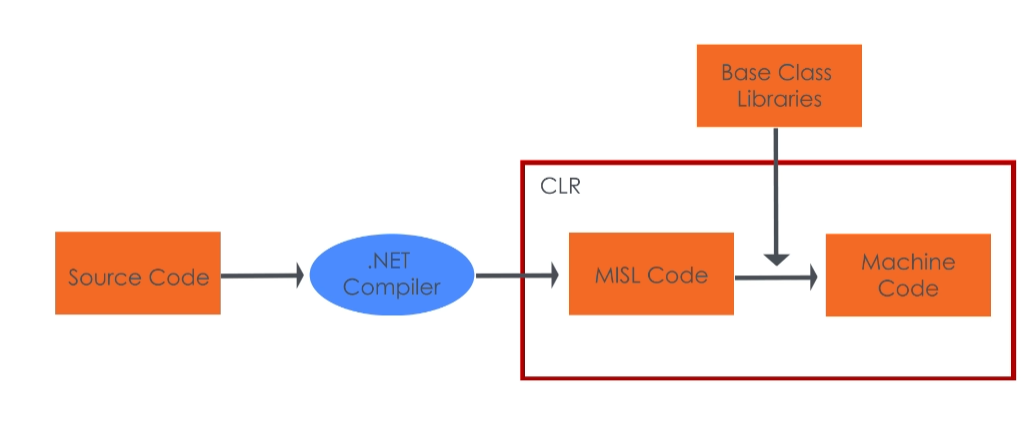 Base Class
Libraries
CLR
Source Code
.NET
Compiler
MISL Code
Machine
Code